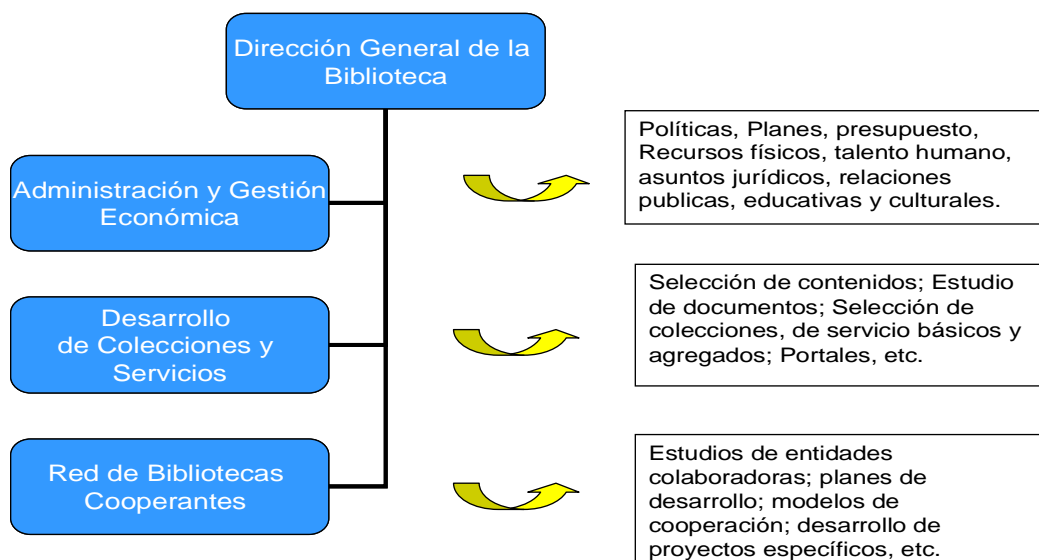 Dirección General de la
Biblioteca
Administración y Gestión
Económica
Políticas, Planes, presupuesto,
Recursos físicos, talento humano,
asuntos jurídicos, relaciones
publicas, educativas y culturales.
Desarrollo
de Colecciones y
Servicios
Selección de contenidos; Estudio
de documentos; Selección de
colecciones, de servicio básicos y
agregados; Portales, etc.
Red de Bibliotecas
Cooperantes
Estudios de entidades
colaboradoras; planes de
desarrollo; modelos de
cooperación; desarrollo de
proyectos específicos, etc.